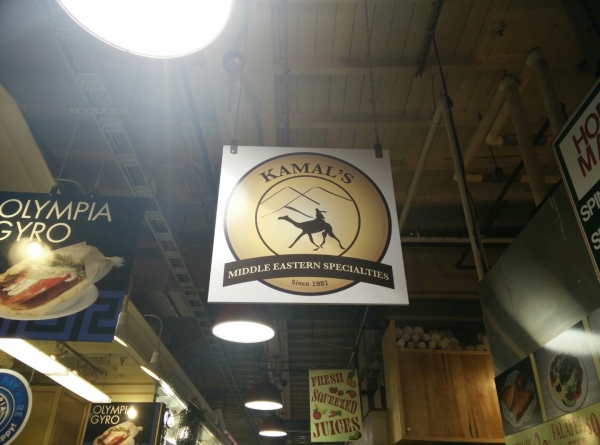 OLYMPIA
GYRO
KAMAL'S
MIDDLE EASTERN SPECIALTIES
Since 1981
OLYMPIA
GYRO
FRESH
SQUEEZED
JUICES